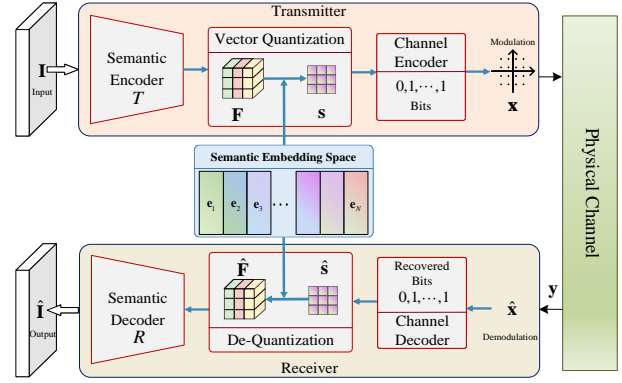 Transmitter
I
Input
Semantic
Encoder
T
Vector Quantization
F
s
Channel
Encoder
0,1,⋯,1
Bits
Modulation
x
Physical Channel
Semantic Embedding Space
e₁ e₂ e₃ ⋯ e_N
Î
Output
Semantic
Decoder
R
F̂
ŝ
De-Quantization
Recovered
Bits
0,1,⋯,1
Channel
Decoder
x̂
Demodulation
y
Receiver